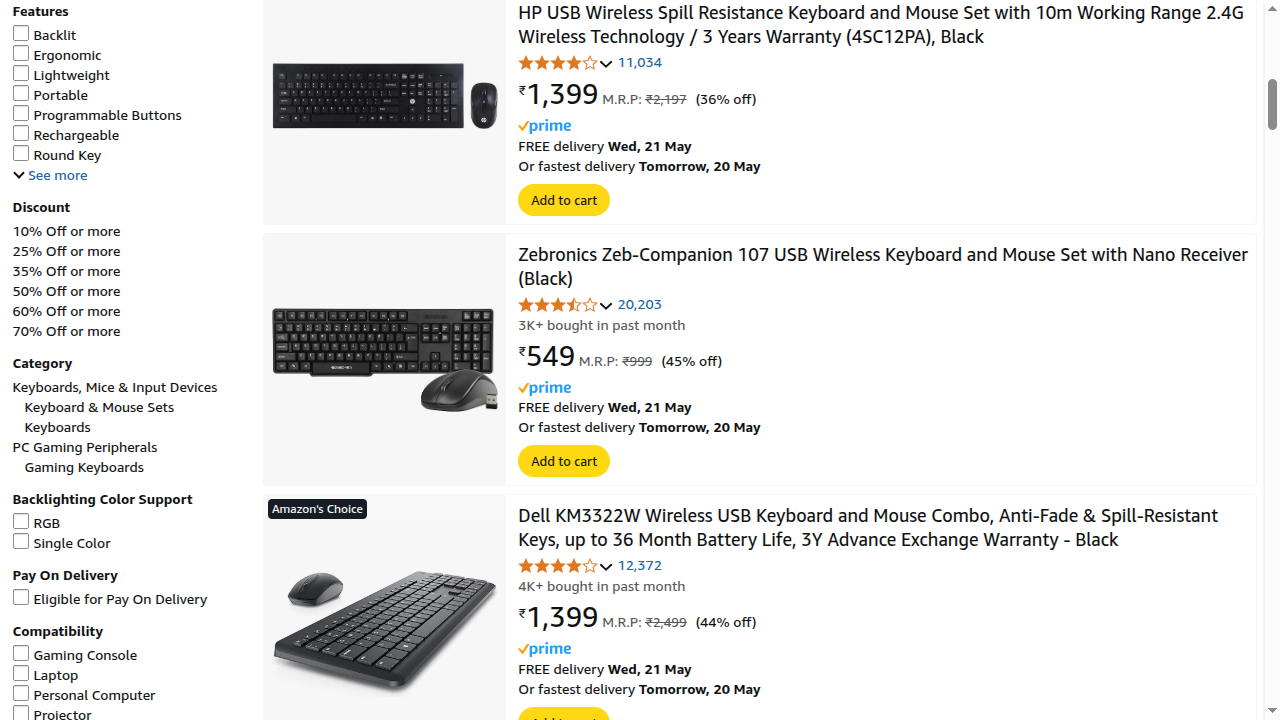 Features
Backlit
Ergonomic
Lightweight
Portable
Programmable Buttons
Rechargeable
Round Key
See more
Discount
10% Off or more
25% Off or more
35% Off or more
50% Off or more
60% Off or more
70% Off or more
Category
Keyboards, Mice & Input Devices
Keyboard & Mouse Sets
Keyboards
PC Gaming Peripherals
Gaming Keyboards
Backlighting Color Support
RGB
Single Color
Pay On Delivery
Eligible for Pay On Delivery
Compatibility
Gaming Console
Laptop
Personal Computer
Projector
HP USB Wireless Spill Resistance Keyboard and Mouse Set with 10m Working Range 2.4G
Wireless Technology / 3 Years Warranty (4SC12PA), Black
11,034
₹1,399 M.R.P: ₹2,197 (36% off)
prime
FREE delivery Wed, 21 May
Or fastest delivery Tomorrow, 20 May
Add to cart
Zebronics Zeb-Companion 107 USB Wireless Keyboard and Mouse Set with Nano Receiver
(Black)
20,203
3K+ bought in past month
₹549 M.R.P: ₹999 (45% off)
prime
FREE delivery Wed, 21 May
Or fastest delivery Tomorrow, 20 May
Add to cart
Amazon's Choice
Dell KM3322W Wireless USB Keyboard and Mouse Combo, Anti-Fade & Spill-Resistant
Keys, up to 36 Month Battery Life, 3Y Advance Exchange Warranty - Black
12,372
4K+ bought in past month
₹1,399 M.R.P: ₹2,499 (44% off)
prime
FREE delivery Wed, 21 May
Or fastest delivery Tomorrow, 20 May